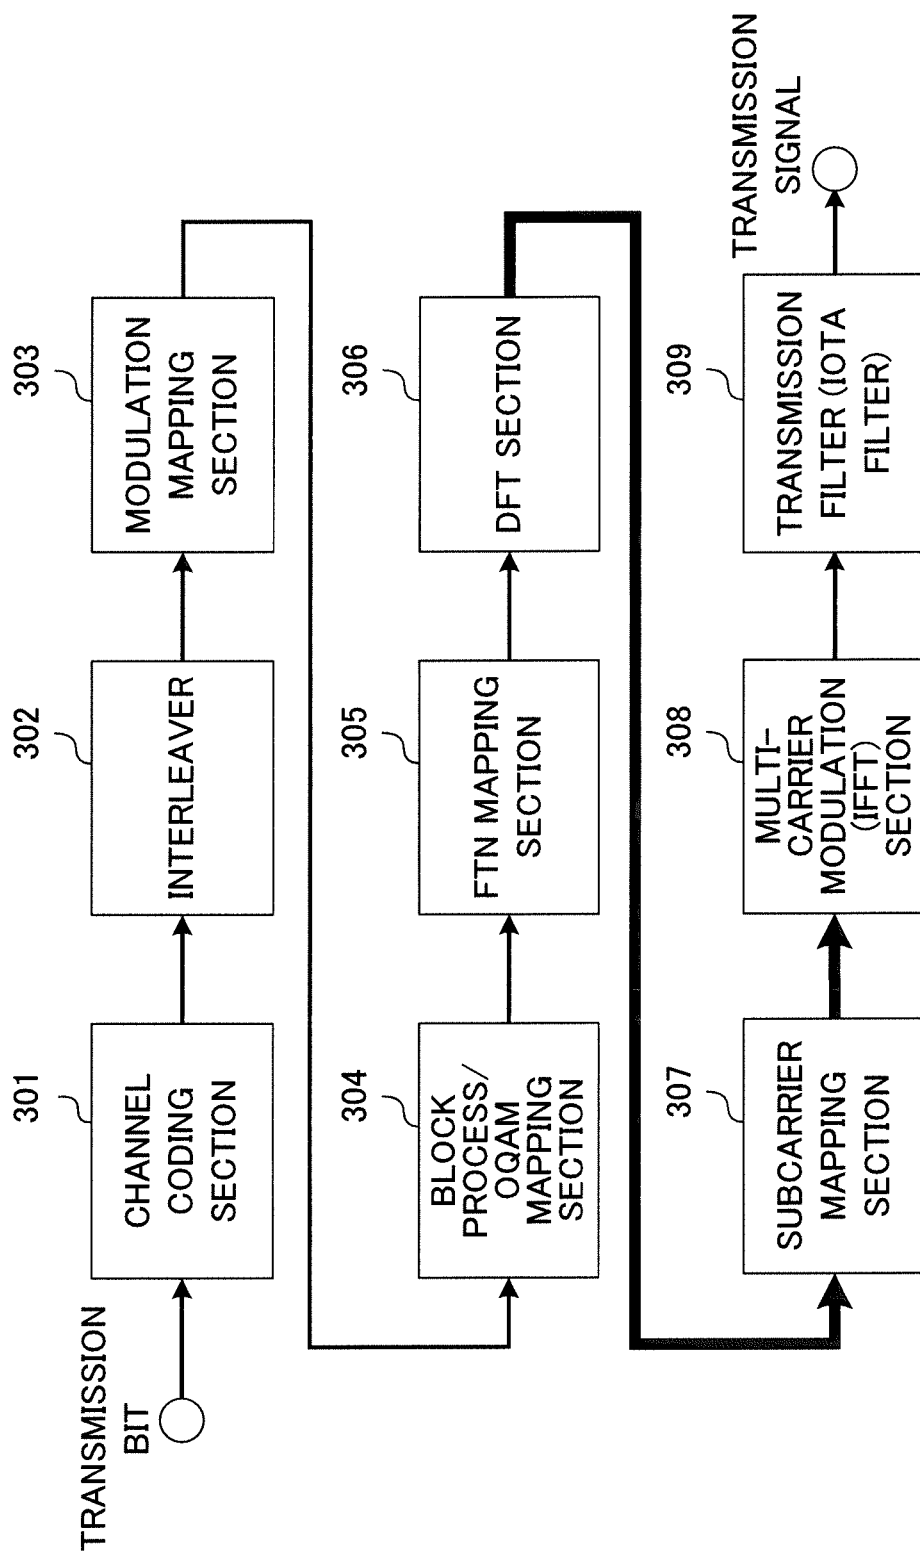 TRANSMISSION
BIT
301
CHANNEL
CODING
SECTION
302
INTERLEAVER
303
MODULATION
MAPPING
SECTION
304
BLOCK
PROCESS/
OQAM
MAPPING
SECTION
305
FTN MAPPING
SECTION
306
DFT SECTION
307
SUBCARRIER
MAPPING
SECTION
308
MULTI-
CARRIER
MODULATION
(IFFT)
SECTION
309
TRANSMISSION
FILTER (IOTA
FILTER)
TRANSMISSION
SIGNAL